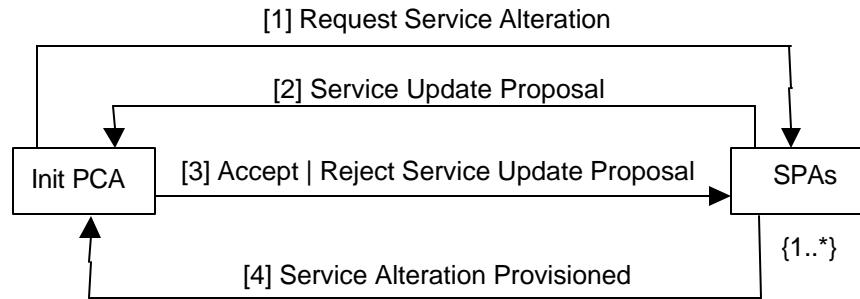 [1] Request Service Alteration
[2] Service Update Proposal
Init PCA
[3] Accept | Reject Service Update Proposal
SPAs
{1..*}
[4] Service Alteration Provisioned